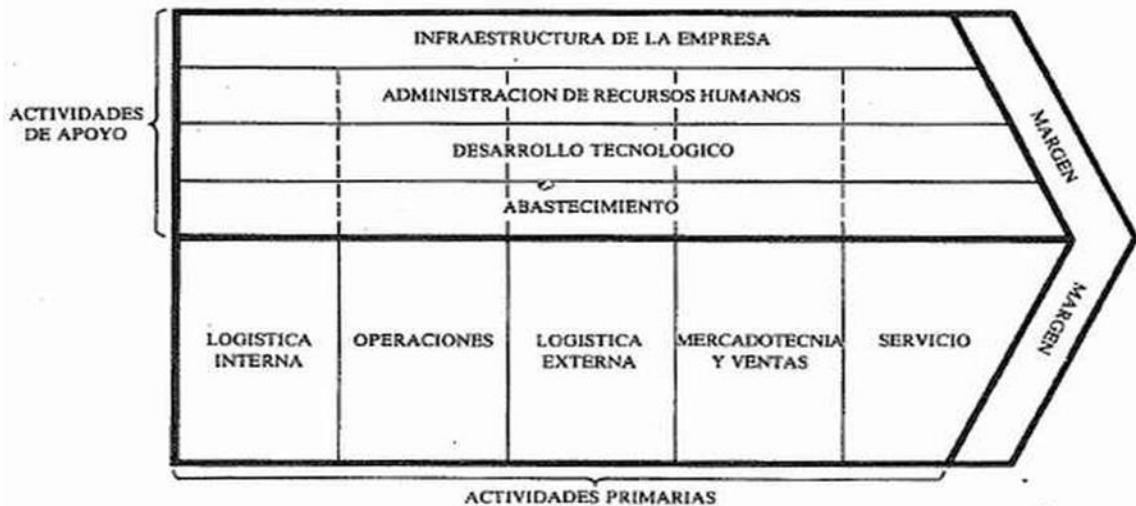 INFRAESTRUCTURA DE LA EMPRESA
ADMINISTRACION DE RECURSOS HUMANOS
ACTIVIDADES
DE APOYO
DESARROLLO TECNOLOGICO
ABASTECIMIENTO
MARGEN
LOGISTICA
INTERNA
OPERACIONES
LOGISTICA
EXTERNA
MERCADOTECNIA
Y VENTAS
SERVICIO
MARGEN
ACTIVIDADES PRIMARIAS